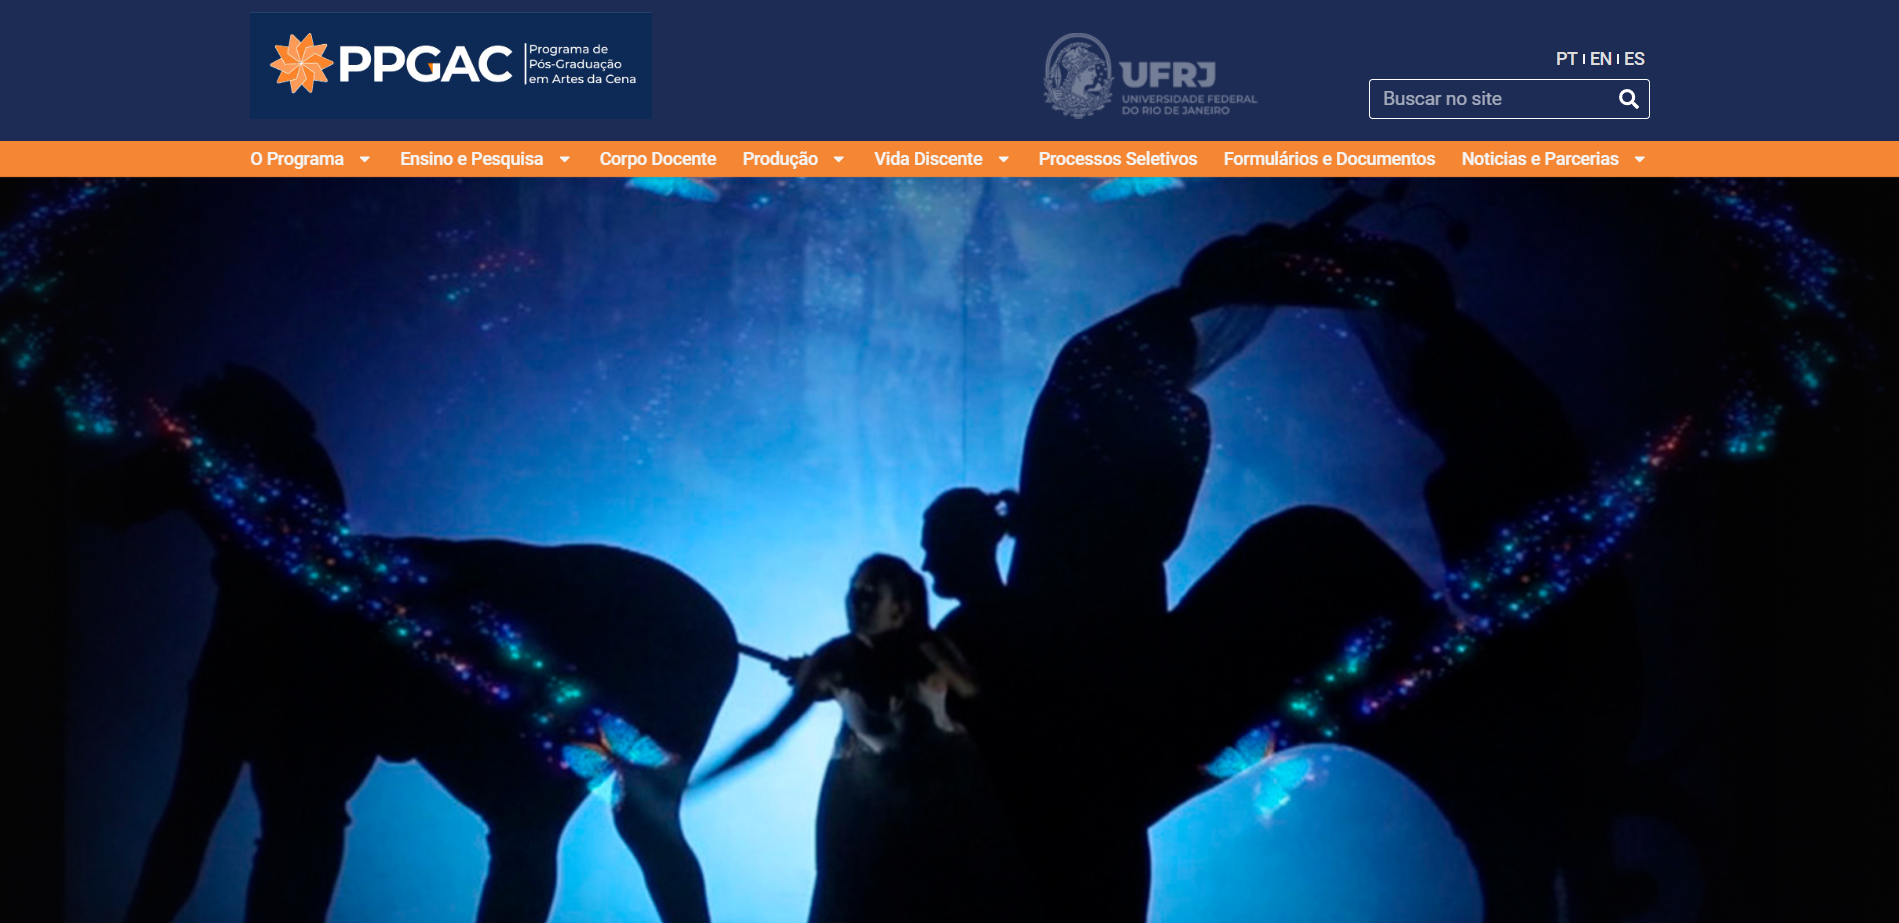 PPGAC
Programa de
Pós-Graduação
em Artes da Cena
UFRJ
UNIVERSIDADE FEDERAL
DO RIO DE JANEIRO
PT | EN | ES
Buscar no site
O Programa Ensino e Pesquisa Corpo Docente Produção Vida Discente Processos Seletivos Formulários e Documentos Noticias e Parcerias